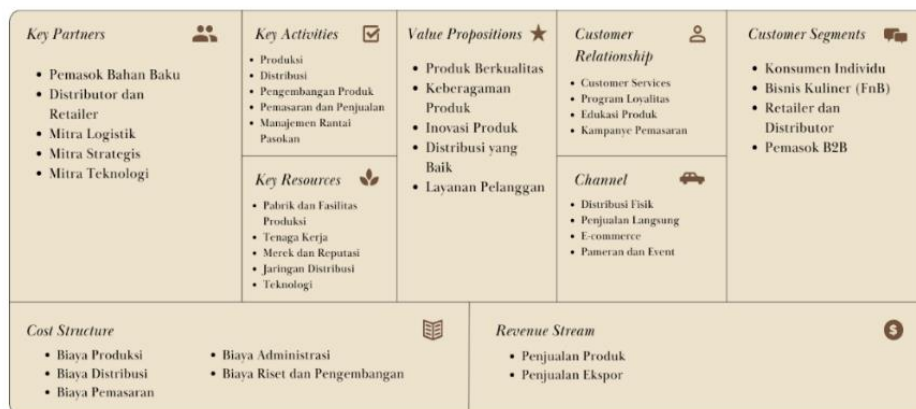 Key Partners
• Pemasok Bahan Baku
• Distributor dan
Retailer
• Mitra Logistik
• Mitra Strategis
• Mitra Teknologi
Key Activities
• Produksi
• Distribusi
• Pengembangan Produk
• Pemasaran dan Penjualan
• Manajemen Rantai
Pasokan
Key Resources
• Pabrik dan Fasilitas
Produksi
• Tenaga Kerja
• Merek dan Reputasi
• Jaringan Distribusi
• Teknologi
Value Propositions
• Produk Berkualitas
• Keberagaman
Produk
• Inovasi Produk
• Distribusi yang
Baik
• Layanan Pelanggan
Customer
Relationship
• Customer Services
• Program Loyalitas
• Edukasi Produk
• Kampanye Pemasaran
Channel
• Distribusi Fisik
• Penjualan Langsung
• E-commerce
• Pameran dan Event
Customer Segments
• Konsumen Individu
• Bisnis Kuliner (FnB)
• Retailer dan
Distributor
• Pemasok B2B
Cost Structure
• Biaya Produksi
• Biaya Distribusi
• Biaya Pemasaran
• Biaya Administrasi
• Biaya Riset dan Pengembangan
Revenue Stream
$
• Penjualan Produk
• Penjualan Ekspor